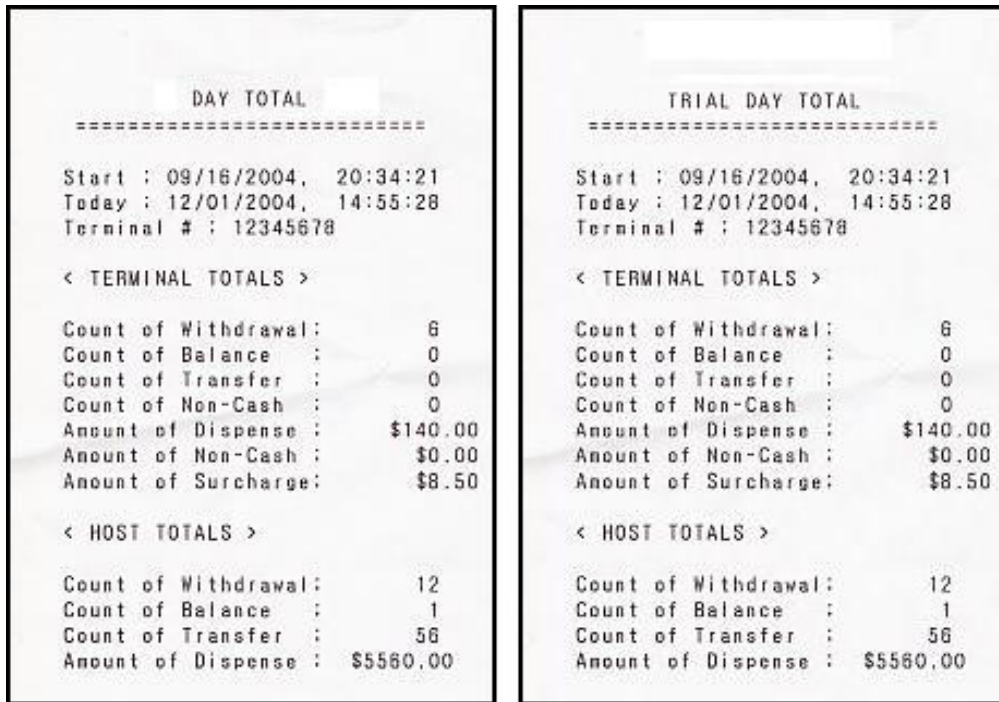 DAY TOTAL
===========================
Start : 09/16/2004, 20:34:21
Today : 12/01/2004, 14:55:28
Terminal # : 12345678
< TERMINAL TOTALS >
Count of Withdrawal: 6
Count of Balance : 0
Count of Transfer : 0
Count of Non-Cash : 0
Amount of Dispense : $140.00
Amount of Non-Cash : $0.00
Amount of Surcharge: $8.50
< HOST TOTALS >
Count of Withdrawal: 12
Count of Balance : 1
Count of Transfer : 56
Amount of Dispense : $5560.00
TRIAL DAY TOTAL
===========================
Start : 09/16/2004, 20:34:21
Today : 12/01/2004, 14:55:28
Terminal # : 12345678
< TERMINAL TOTALS >
Count of Withdrawal: 6
Count of Balance : 0
Count of Transfer : 0
Count of Non-Cash : 0
Amount of Dispense : $140.00
Amount of Non-Cash : $0.00
Amount of Surcharge: $8.50
< HOST TOTALS >
Count of Withdrawal: 12
Count of Balance : 1
Count of Transfer : 56
Amount of Dispense : $5560.00